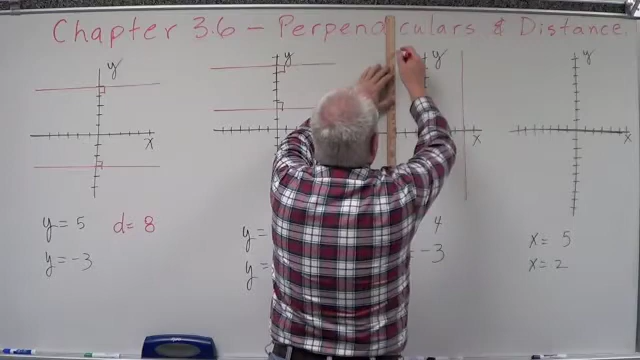 Chapter 3.6 – Perpendiculars & Distance.
y
y
y
y
x
x
x
y = 5 d = 8
y = -3
y =
y =
4
-3
x = 5
x = 2